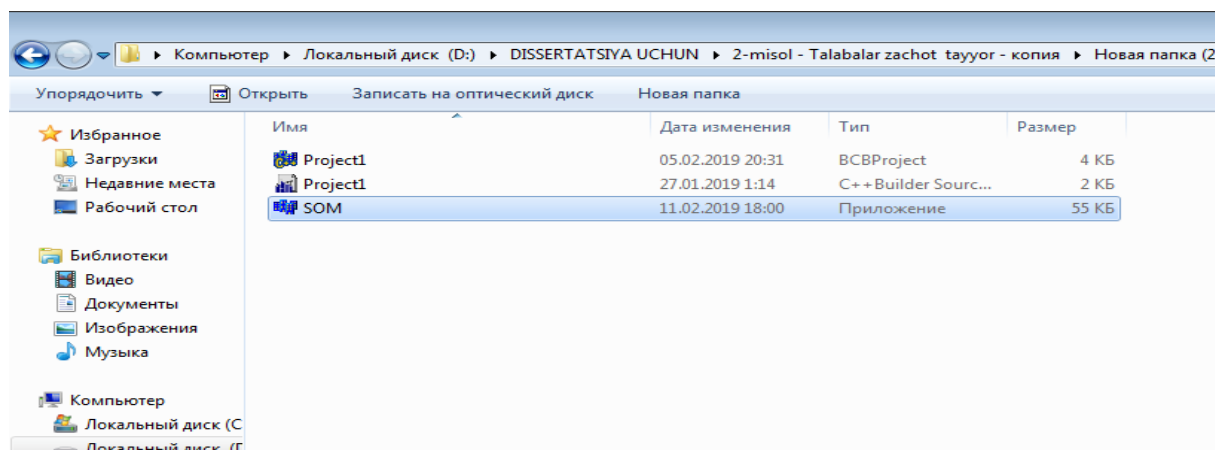 Компьютер ▸ Локальный диск (D:) ▸ DISSERTATSIYA UCHUN ▸ 2-misol - Talabalar zachot tayyor - копия ▸ Новая папка (2
Упорядочить Открыть Записать на оптический диск Новая папка
Избранное
Загрузки
Недавние места
Рабочий стол
Библиотеки
Видео
Документы
Изображения
Музыка
Компьютер
Локальный диск (C
Локальный диск (D
Имя Дата изменения Тип Размер
Project1 05.02.2019 20:31 BCBProject 4 КБ
Project1 27.01.2019 1:14 C++Builder Sourc... 2 КБ
SOM 11.02.2019 18:00 Приложение 55 КБ